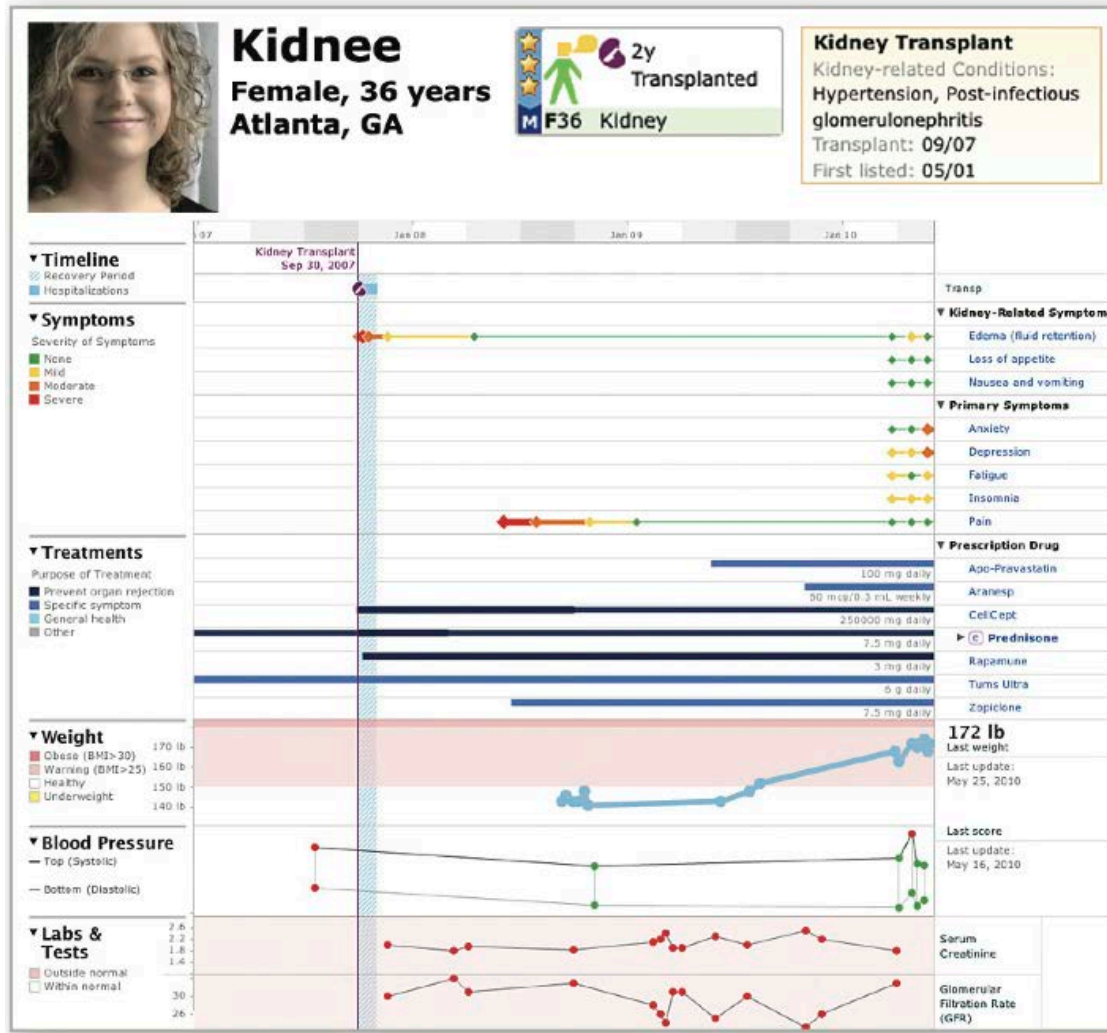 Kidnee
Female, 36 years
Atlanta, GA
2y
Transplanted
M F36 Kidney
Kidney Transplant
Kidney-related Conditions:
Hypertension, Post-infectious
glomerulonephritis
Transplant: 09/07
First listed: 05/01
07 Jan 08 Jan 09 Jan 10
▼ Timeline
Recovery Period
Hospitalizations
Kidney Transplant
Sep 30, 2007
Transp
▼ Symptoms
Severity of Symptoms
None
Mild
Moderate
Severe
▼ Kidney-Related Symptom
Edema (fluid retention)
Loss of appetite
Nausea and vomiting
▼ Primary Symptoms
Anxiety
Depression
Fatigue
Insomnia
Pain
▼ Treatments
Purpose of Treatment
Prevent organ rejection
Specific symptom
General health
Other
▼ Prescription Drug
100 mg daily Apo-Pravastatin
50 mcg/0.3 mL weekly Aranesp
250000 mg daily CellCept
7.5 mg daily ▶ c Prednisone
3 mg daily Rapamune
6 g daily Tums Ultra
7.5 mg daily Zopiclone
▼ Weight
Obese (BMI>30)
Warning (BMI>25)
Healthy
Underweight
170 lb
160 lb
150 lb
140 lb
172 lb
Last weight
Last update:
May 25, 2010
▼ Blood Pressure
— Top (Systolic)
— Bottom (Diastolic)
Last score
Last update:
May 16, 2010
▼ Labs &
Tests
Outside normal
Within normal
2.6
2.2
1.8
1.4
Serum
Creatinine
30
26
Glomerular
Filtration Rate
(GFR)